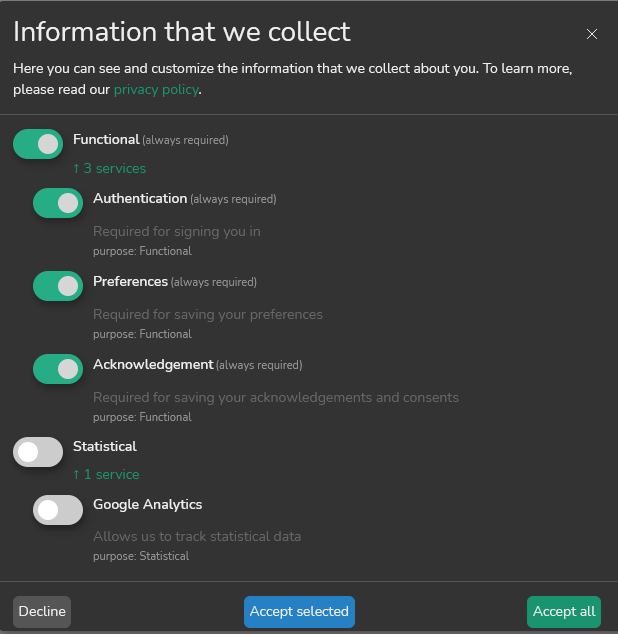 Information that we collect
Here you can see and customize the information that we collect about you. To learn more,
please read our privacy policy.
Functional (always required)
↑ 3 services
Authentication (always required)
Required for signing you in
purpose: Functional
Preferences (always required)
Required for saving your preferences
purpose: Functional
Acknowledgement (always required)
Required for saving your acknowledgements and consents
purpose: Functional
Statistical
↑ 1 service
Google Analytics
Allows us to track statistical data
purpose: Statistical
Decline
Accept selected
Accept all